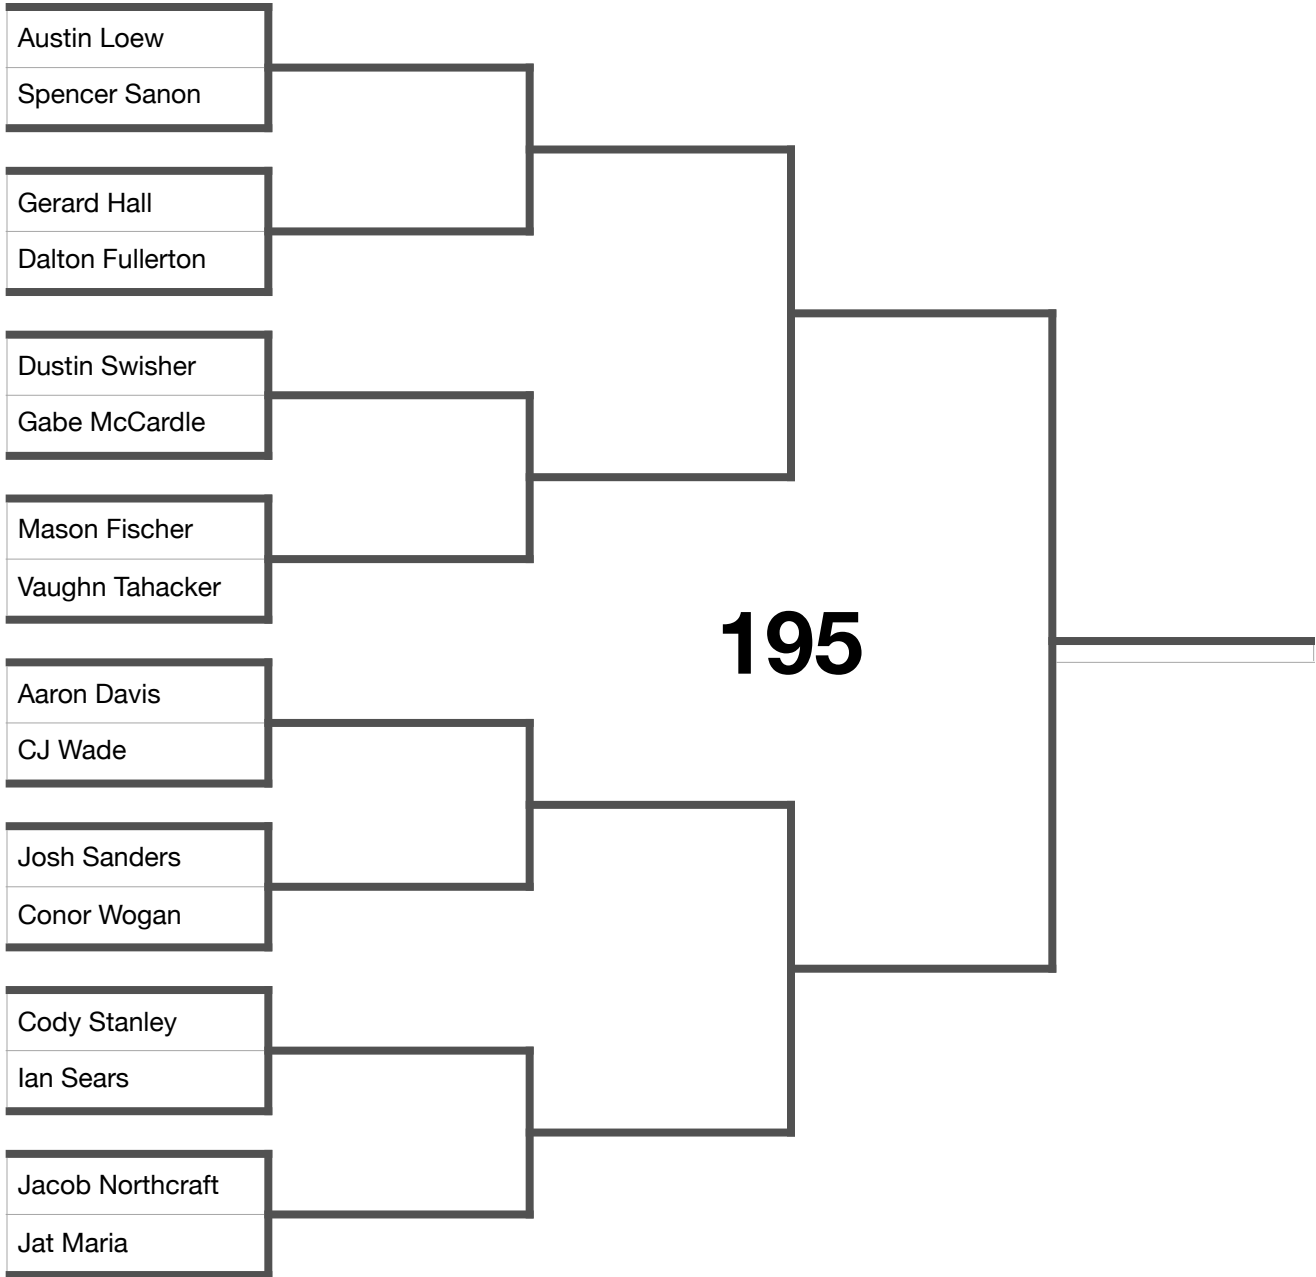 Austin Loew
Spencer Sanon
Gerard Hall
Dalton Fullerton
Dustin Swisher
Gabe McCardle
Mason Fischer
Vaughn Tahacker
195
Aaron Davis
CJ Wade
Josh Sanders
Conor Wogan
Cody Stanley
Ian Sears
Jacob Northcraft
Jat Maria